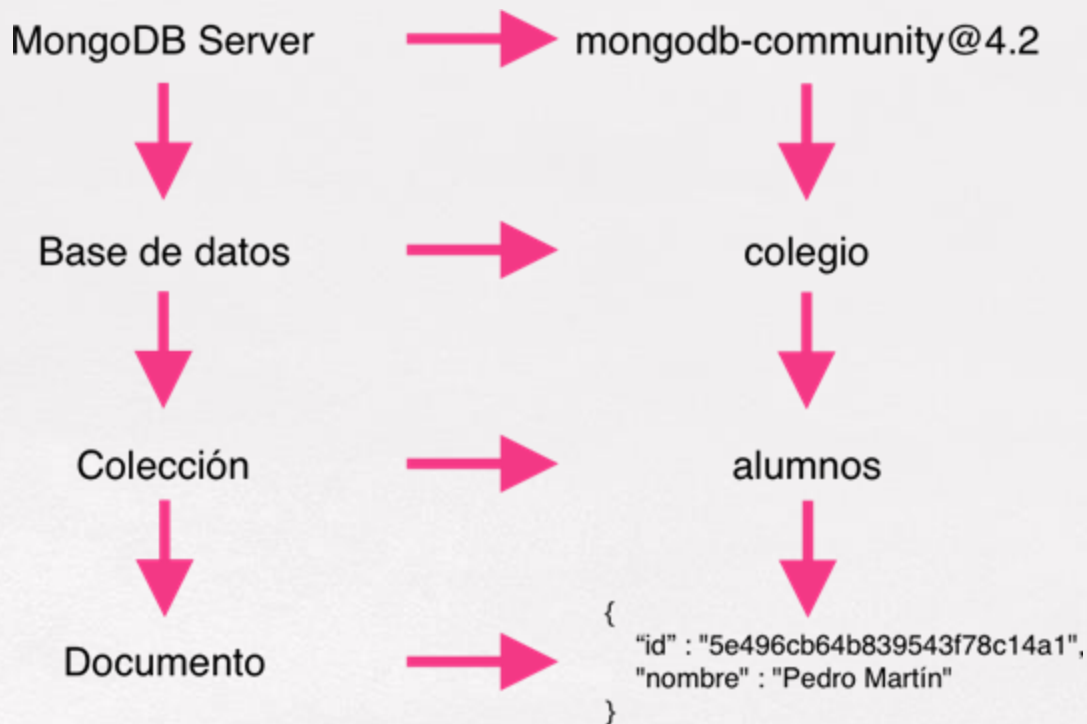 MongoDB Server
mongodb-community@4.2
Base de datos
colegio
Colección
alumnos
Documento
{
“id” : "5e496cb64b839543f78c14a1",
"nombre" : "Pedro Martín"
}